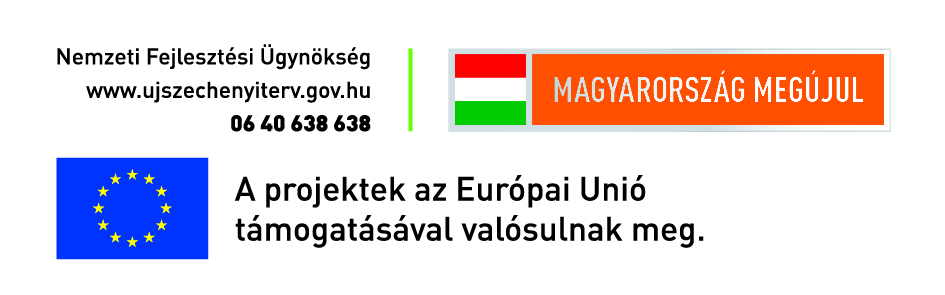 Nemzeti Fejlesztési Ügynökség
www.ujszechenyiterv.gov.hu
06 40 638 638
MAGYARORSZÁG MEGÚJUL
A projektek az Európai Unió
támogatásával valósulnak meg.